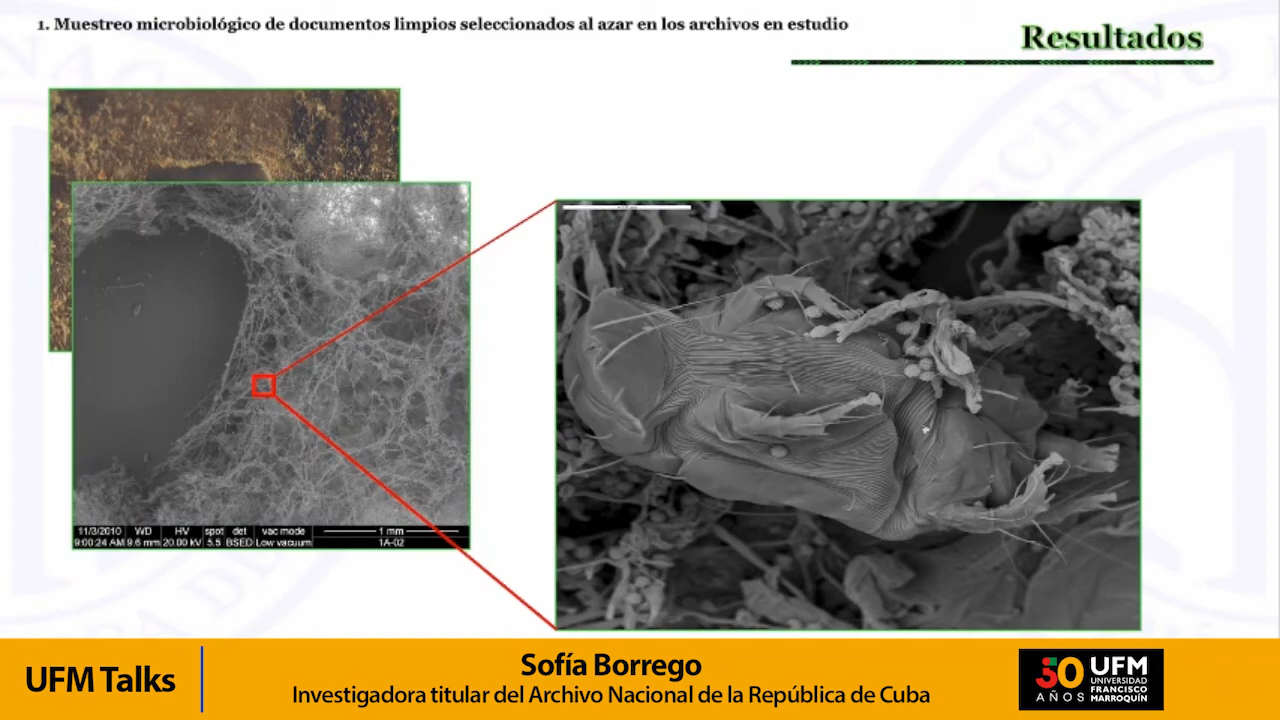 1. Muestreo microbiológico de documentos limpios seleccionados al azar en los archivos en estudio
Resultados
11/3/2010 WD HV spot det vac mode 1 mm
9:00:24 AM 9.6 mm 20.00 kV 5.5 BSED Low vacuum 1A-02
UFM Talks
Sofía Borrego
Investigadora titular del Archivo Nacional de la República de Cuba
50 AÑOS
UFM
UNIVERSIDAD
FRANCISCO
MARROQUÍN